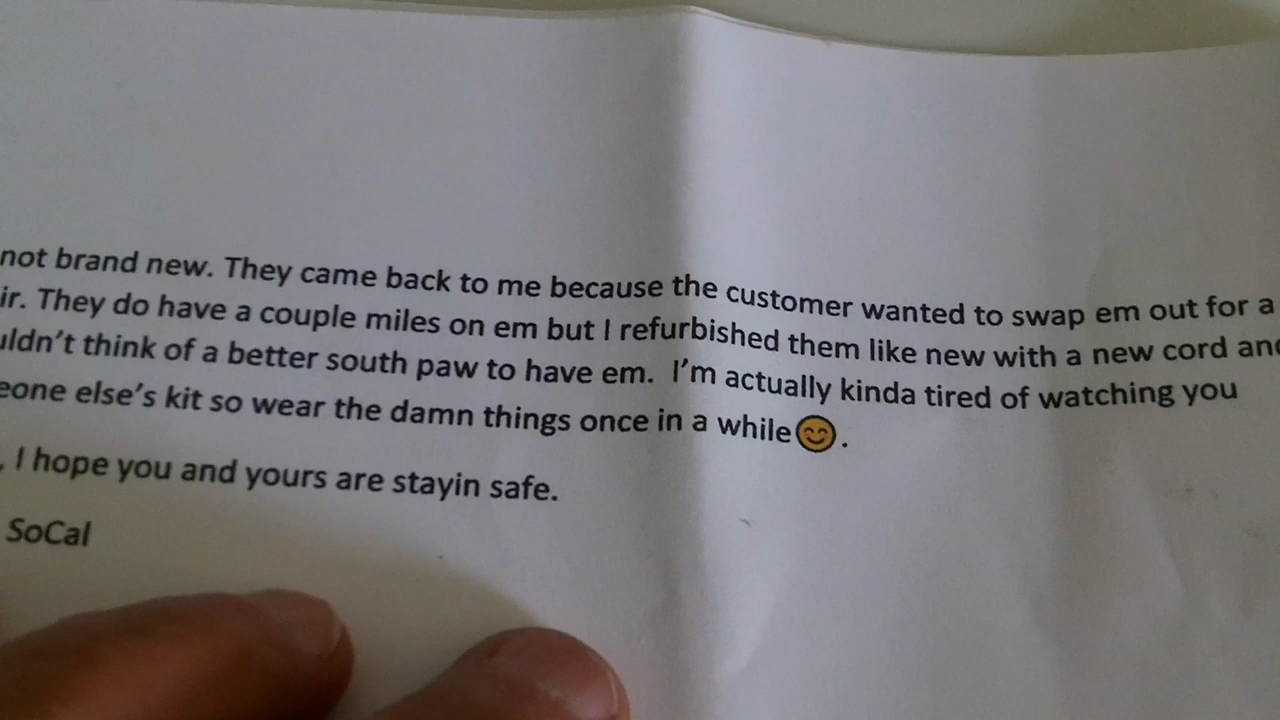 not brand new. They came back to me because the customer wanted to swap em out for a
ir. They do have a couple miles on em but I refurbished them like new with a new cord and
uldn't think of a better south paw to have em. I'm actually kinda tired of watching you
eone else's kit so wear the damn things once in a while😊.
, I hope you and yours are stayin safe.
SoCal